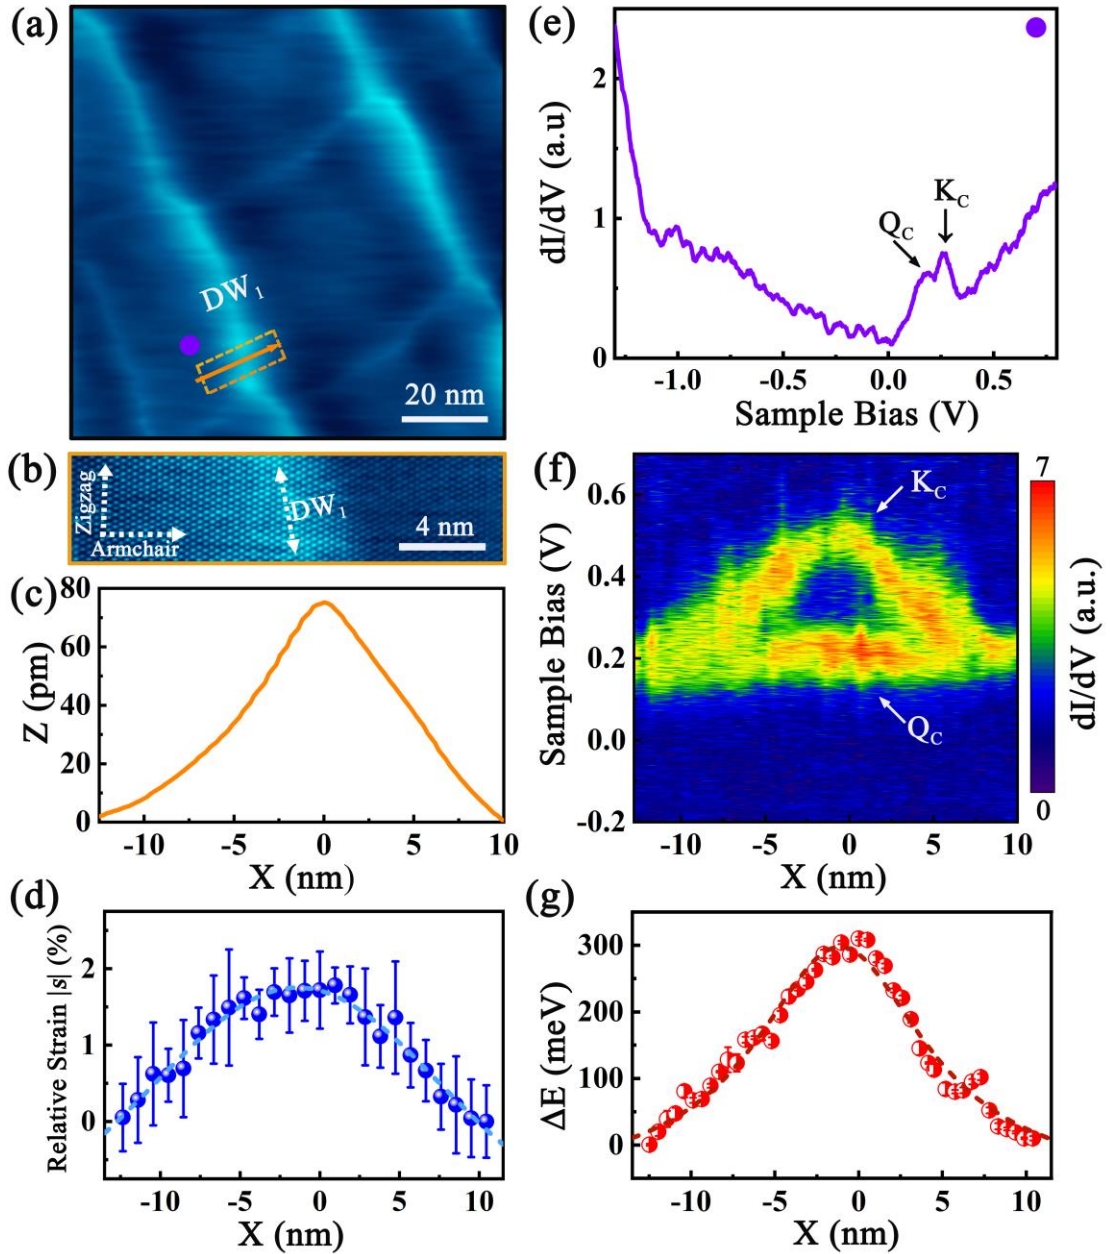 (a)
DW1
20 nm
(b)
Zigzag
Armchair
DW1
4 nm
(c)
80
60
40
20
0
Z (pm)
-10 -5 0 5 10
X (nm)
(d)
2
1
0
Relative Strain |s| (%)
-10 -5 0 5 10
X (nm)
(e)
2
1
0
dI/dV (a.u)
QC
KC
-1.0 -0.5 0.0 0.5
Sample Bias (V)
(f)
0.6
0.4
0.2
0.0
-0.2
Sample Bias (V)
KC
QC
7
0
dI/dV (a.u.)
-10 -5 0 5 10
X (nm)
(g)
300
200
100
0
ΔE (meV)
-10 -5 0 5 10
X (nm)